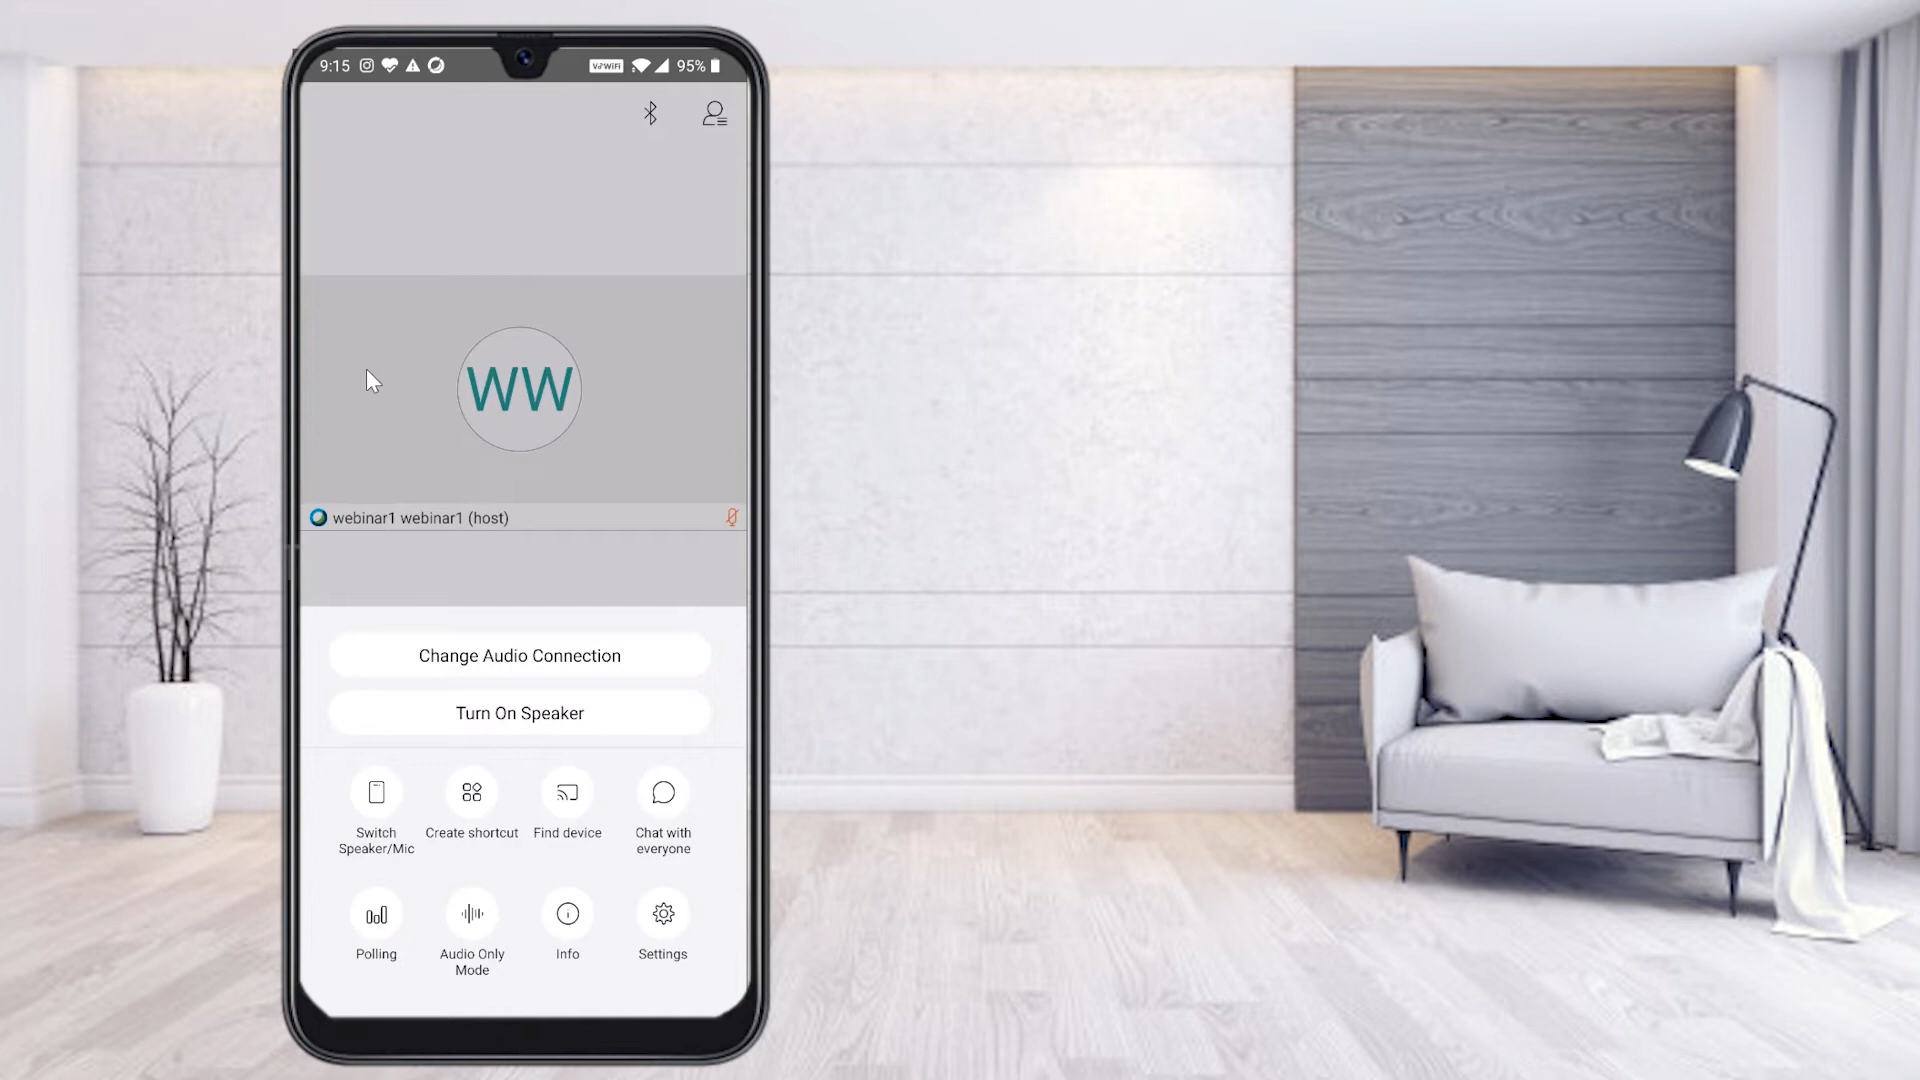 9:15 VoWiFi 95%
WW
webinar1 webinar1 (host)
Change Audio Connection
Turn On Speaker
Switch Speaker/Mic
Create shortcut
Find device
Chat with everyone
Polling
Audio Only Mode
Info
Settings